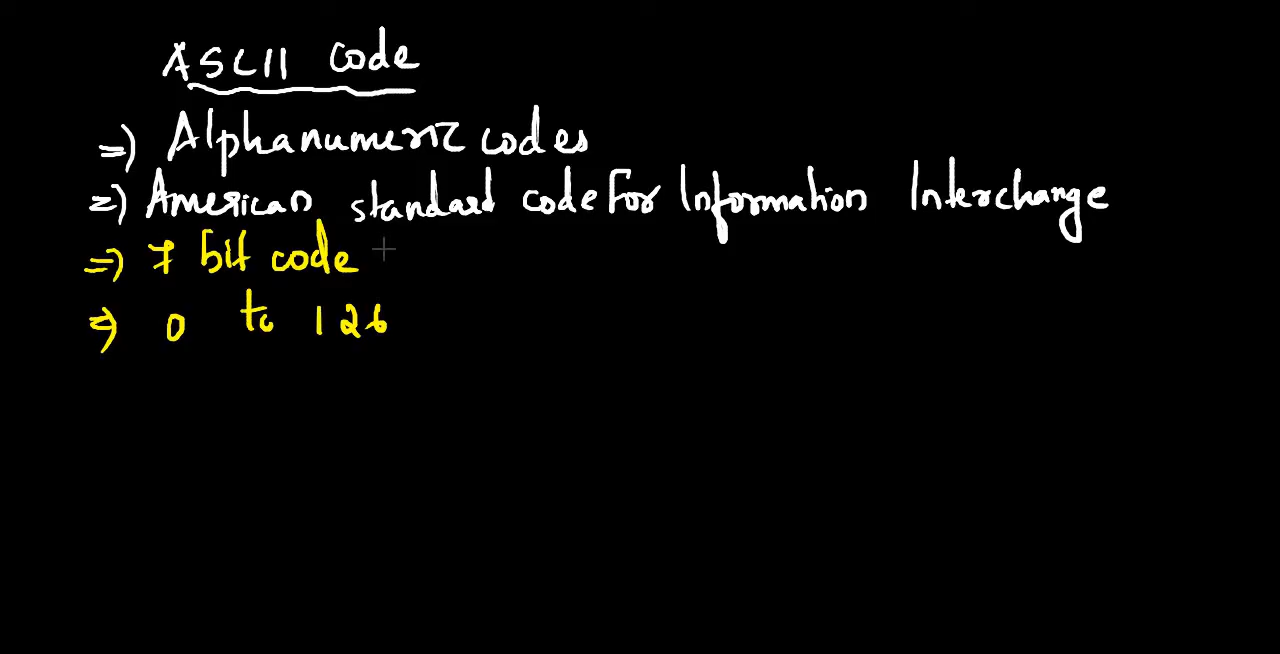 ASCII code
=) Alphanumeric codes
=) American standard code For Information Interchange
=) 7 bit code
=> 0 to 126